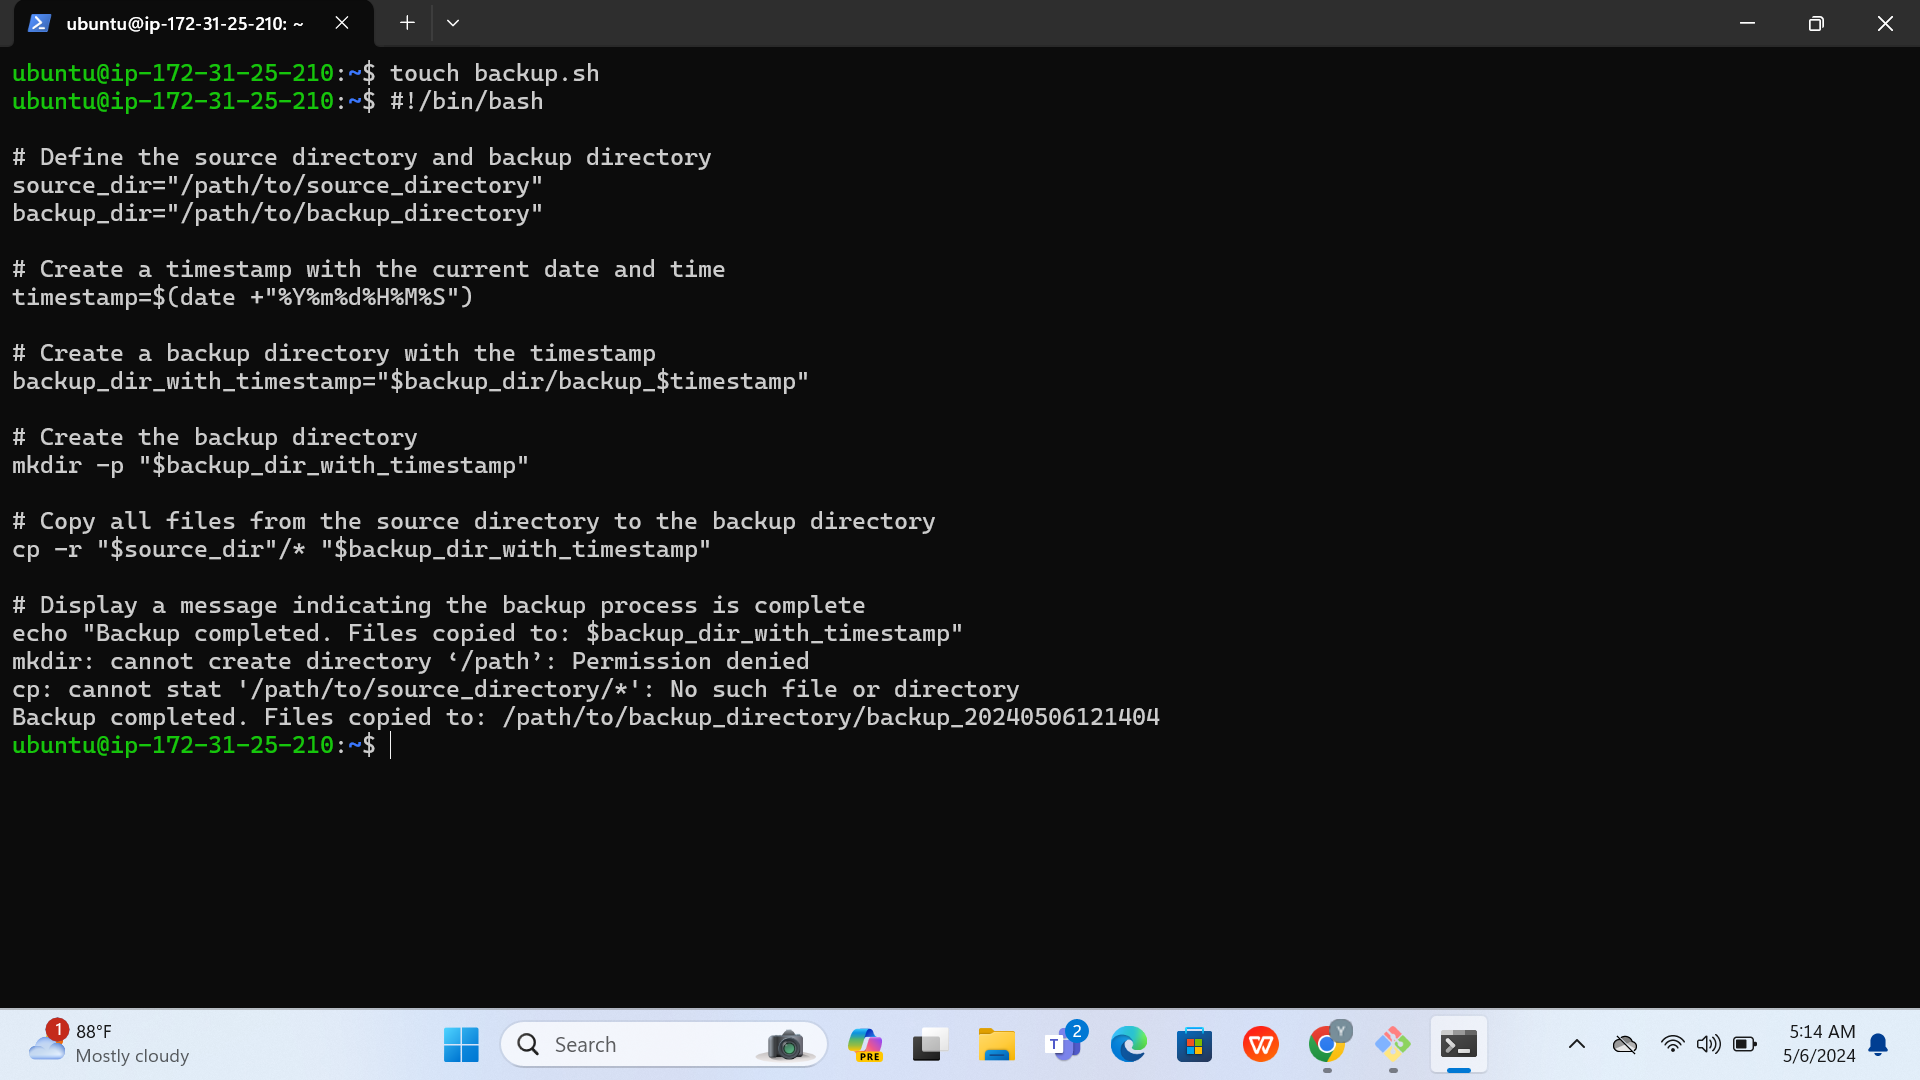 ubuntu@ip-172-31-25-210: ~
ubuntu@ip-172-31-25-210:~$ touch backup.sh
ubuntu@ip-172-31-25-210:~$ #!/bin/bash

# Define the source directory and backup directory
source_dir="/path/to/source_directory"
backup_dir="/path/to/backup_directory"

# Create a timestamp with the current date and time
timestamp=$(date +"%Y%m%d%H%M%S")

# Create a backup directory with the timestamp
backup_dir_with_timestamp="$backup_dir/backup_$timestamp"

# Create the backup directory
mkdir -p "$backup_dir_with_timestamp"

# Copy all files from the source directory to the backup directory
cp -r "$source_dir"/* "$backup_dir_with_timestamp"

# Display a message indicating the backup process is complete
echo "Backup completed. Files copied to: $backup_dir_with_timestamp"
mkdir: cannot create directory ‘/path’: Permission denied
cp: cannot stat '/path/to/source_directory/*': No such file or directory
Backup completed. Files copied to: /path/to/backup_directory/backup_20240506121404
ubuntu@ip-172-31-25-210:~$
1
88°F
Mostly cloudy
Search
PRE
T
2
W
Y
5:14 AM
5/6/2024